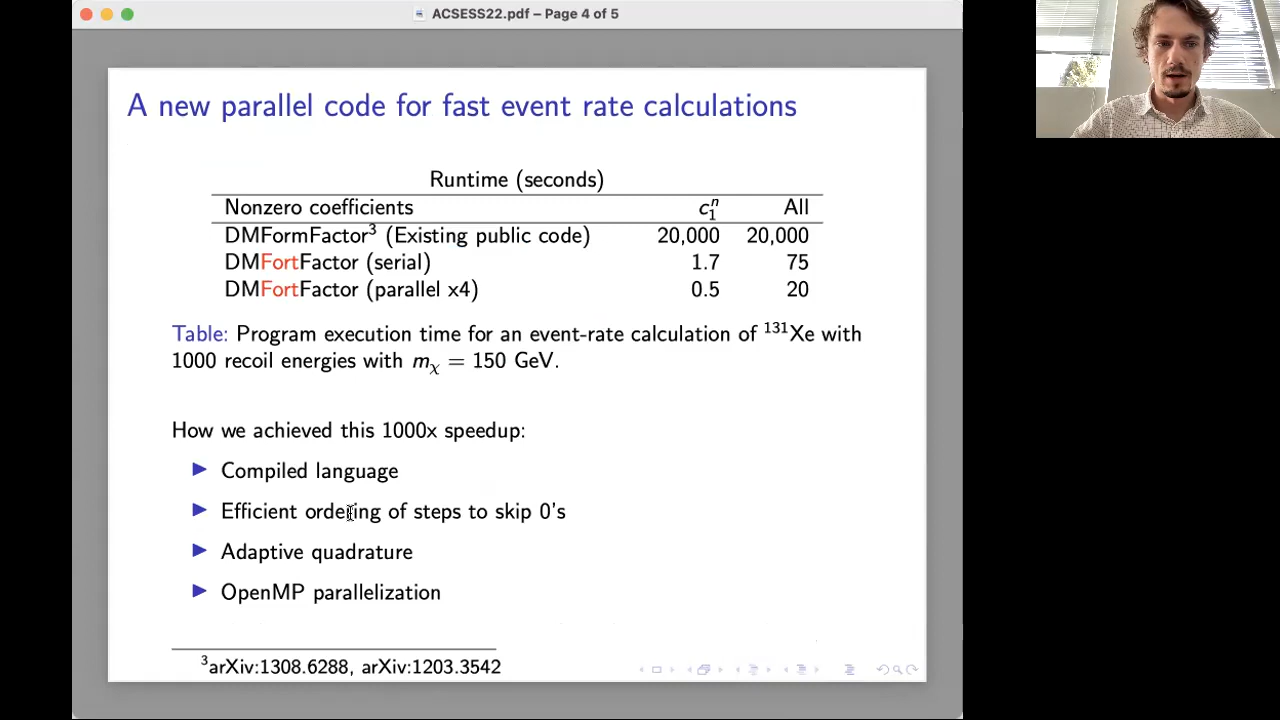 ACSESS22.pdf – Page 4 of 5
A new parallel code for fast event rate calculations
Runtime (seconds)
Nonzero coefficients c₁ⁿ All
DMFormFactor³ (Existing public code) 20,000 20,000
DMFortFactor (serial) 1.7 75
DMFortFactor (parallel x4) 0.5 20
Table: Program execution time for an event-rate calculation of ¹³¹Xe with
1000 recoil energies with mᵪ = 150 GeV.
How we achieved this 1000x speedup:
Compiled language
Efficient ordering of steps to skip 0's
Adaptive quadrature
OpenMP parallelization
³arXiv:1308.6288, arXiv:1203.3542